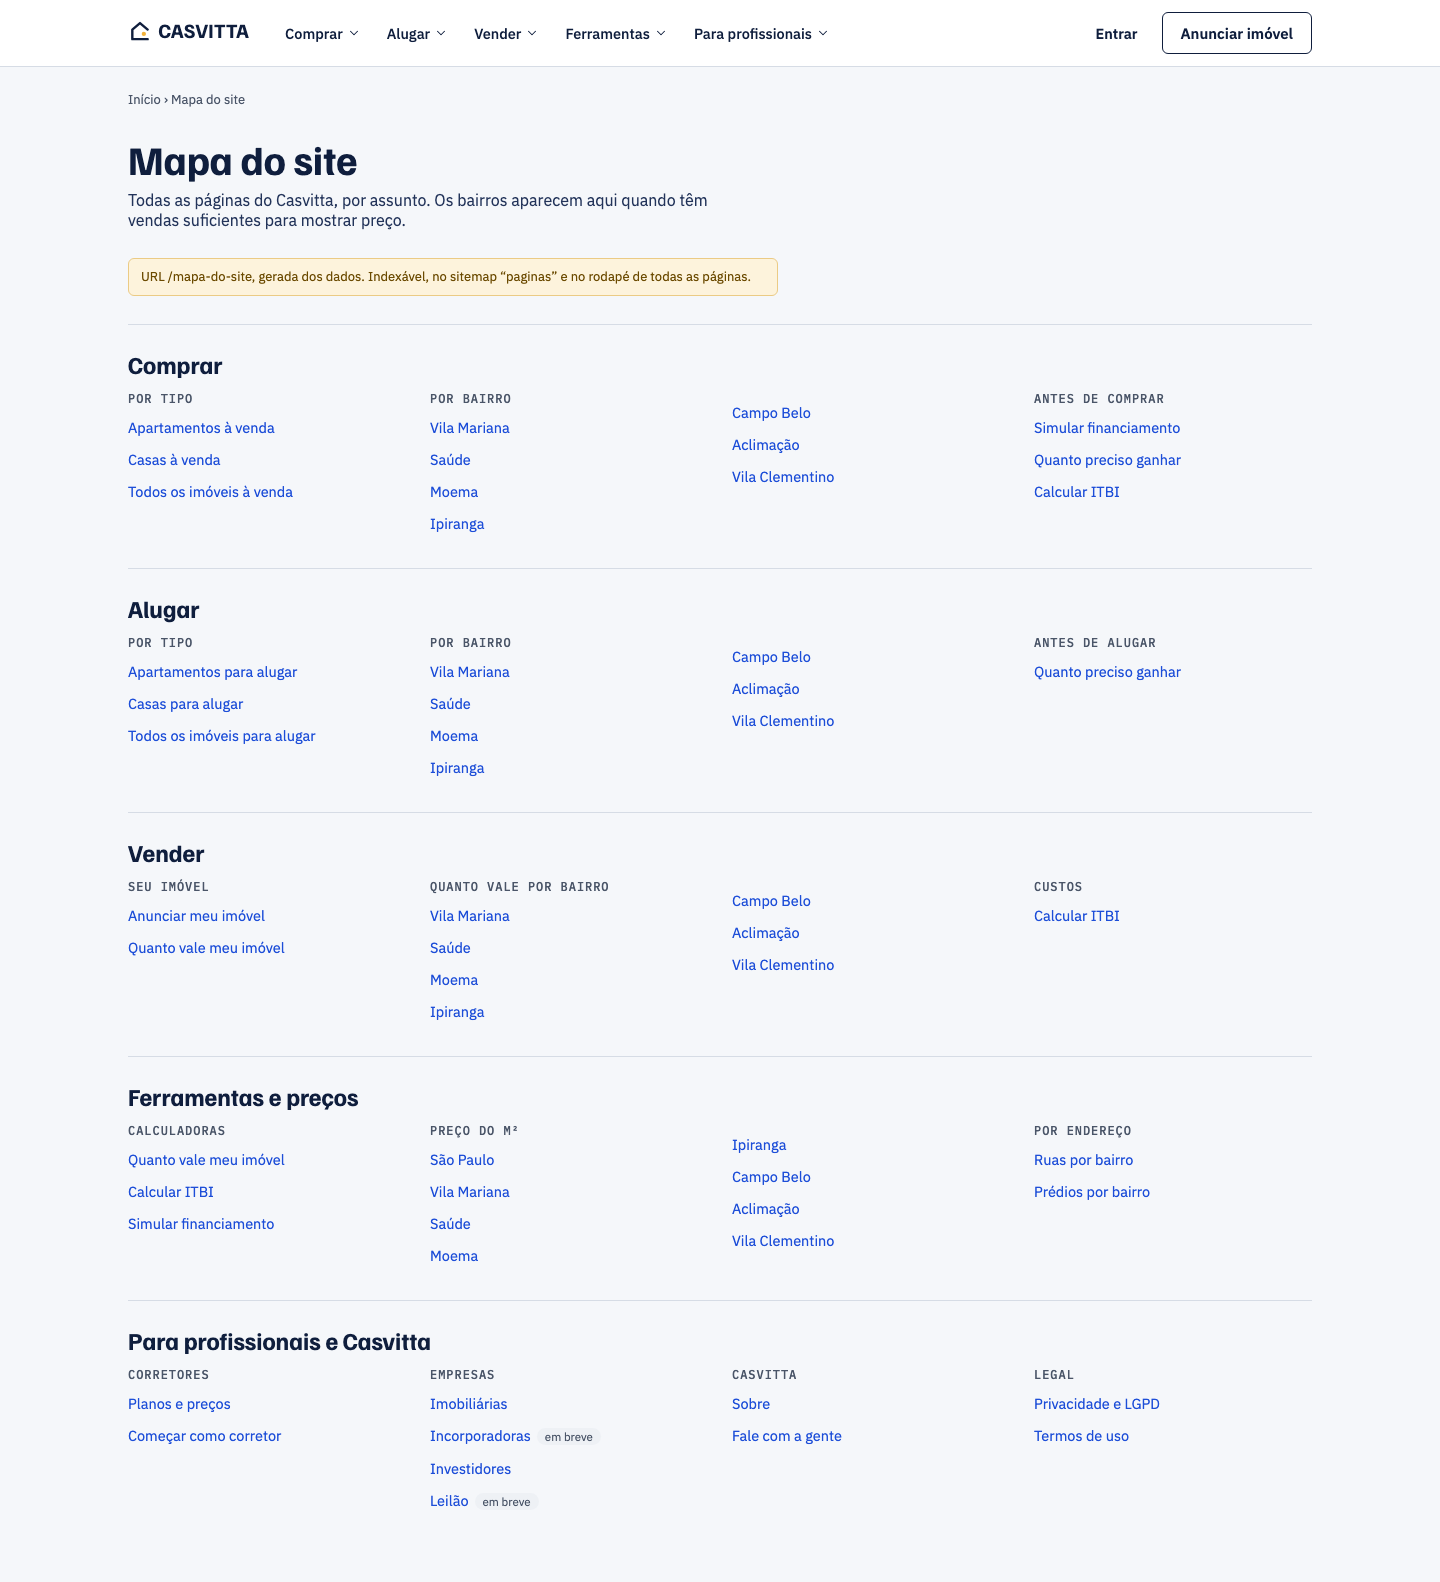 CASVITTA
Comprar
Alugar
Vender
Ferramentas
Para profissionais
Entrar
Anunciar imóvel
Início › Mapa do site
Mapa do site
Todas as páginas do Casvitta, por assunto. Os bairros aparecem aqui quando têm
vendas suficientes para mostrar preço.
URL /mapa-do-site, gerada dos dados. Indexável, no sitemap “paginas” e no rodapé de todas as páginas.
Comprar
POR TIPO
Apartamentos à venda
Casas à venda
Todos os imóveis à venda
POR BAIRRO
Vila Mariana
Saúde
Moema
Ipiranga
Campo Belo
Aclimação
Vila Clementino
ANTES DE COMPRAR
Simular financiamento
Quanto preciso ganhar
Calcular ITBI
Alugar
POR TIPO
Apartamentos para alugar
Casas para alugar
Todos os imóveis para alugar
POR BAIRRO
Vila Mariana
Saúde
Moema
Ipiranga
Campo Belo
Aclimação
Vila Clementino
ANTES DE ALUGAR
Quanto preciso ganhar
Vender
SEU IMÓVEL
Anunciar meu imóvel
Quanto vale meu imóvel
QUANTO VALE POR BAIRRO
Vila Mariana
Saúde
Moema
Ipiranga
Campo Belo
Aclimação
Vila Clementino
CUSTOS
Calcular ITBI
Ferramentas e preços
CALCULADORAS
Quanto vale meu imóvel
Calcular ITBI
Simular financiamento
PREÇO DO M²
São Paulo
Vila Mariana
Saúde
Moema
Ipiranga
Campo Belo
Aclimação
Vila Clementino
POR ENDEREÇO
Ruas por bairro
Prédios por bairro
Para profissionais e Casvitta
CORRETORES
Planos e preços
Começar como corretor
EMPRESAS
Imobiliárias
Incorporadoras em breve
Investidores
Leilão em breve
CASVITTA
Sobre
Fale com a gente
LEGAL
Privacidade e LGPD
Termos de uso